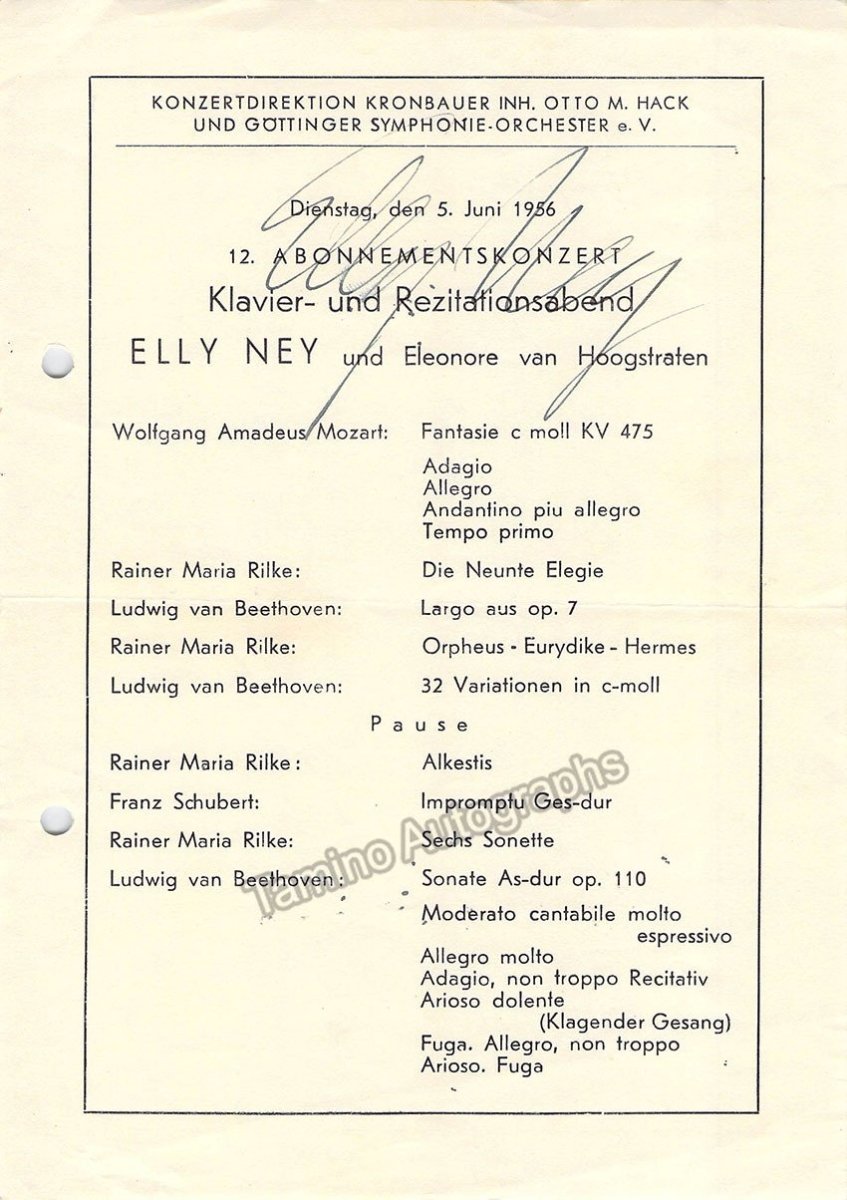 KONZERTDIREKTION KRONBAUER INH. OTTO M. HACK
UND GÖTTINGER SYMPHONIE-ORCHESTER e. V.
Dienstag, den 5. Juni 1956
12. ABONNEMENTSKONZERT
Klavier- und Rezitationsabend
ELLY NEY und Eleonore van Hoogstraten
Elly Ney
Wolfgang Amadeus Mozart: Fantasie c moll KV 475
Adagio
Allegro
Andantino piu allegro
Tempo primo
Rainer Maria Rilke: Die Neunte Elegie
Ludwig van Beethoven: Largo aus op. 7
Rainer Maria Rilke: Orpheus - Eurydike - Hermes
Ludwig van Beethoven: 32 Variationen in c-moll
Pause
Rainer Maria Rilke: Alkestis
Franz Schubert: Impromptu Ges-dur
Rainer Maria Rilke: Sechs Sonette
Ludwig van Beethoven: Sonate As-dur op. 110
Tamino Autographs
Moderato cantabile molto
espressivo
Allegro molto
Adagio, non troppo Recitativ
Arioso dolente
(Klagender Gesang)
Fuga. Allegro, non troppo
Arioso. Fuga